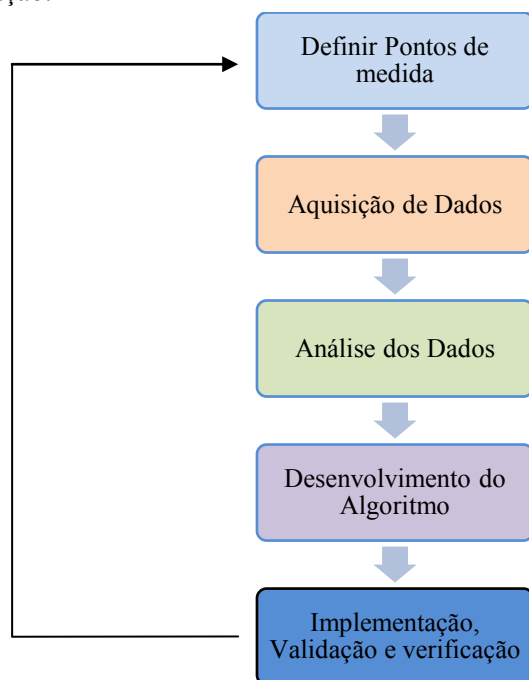 Definir Pontos de
medida
Aquisição de Dados
Análise dos Dados
Desenvolvimento do
Algoritmo
Implementação,
Validação e verificação